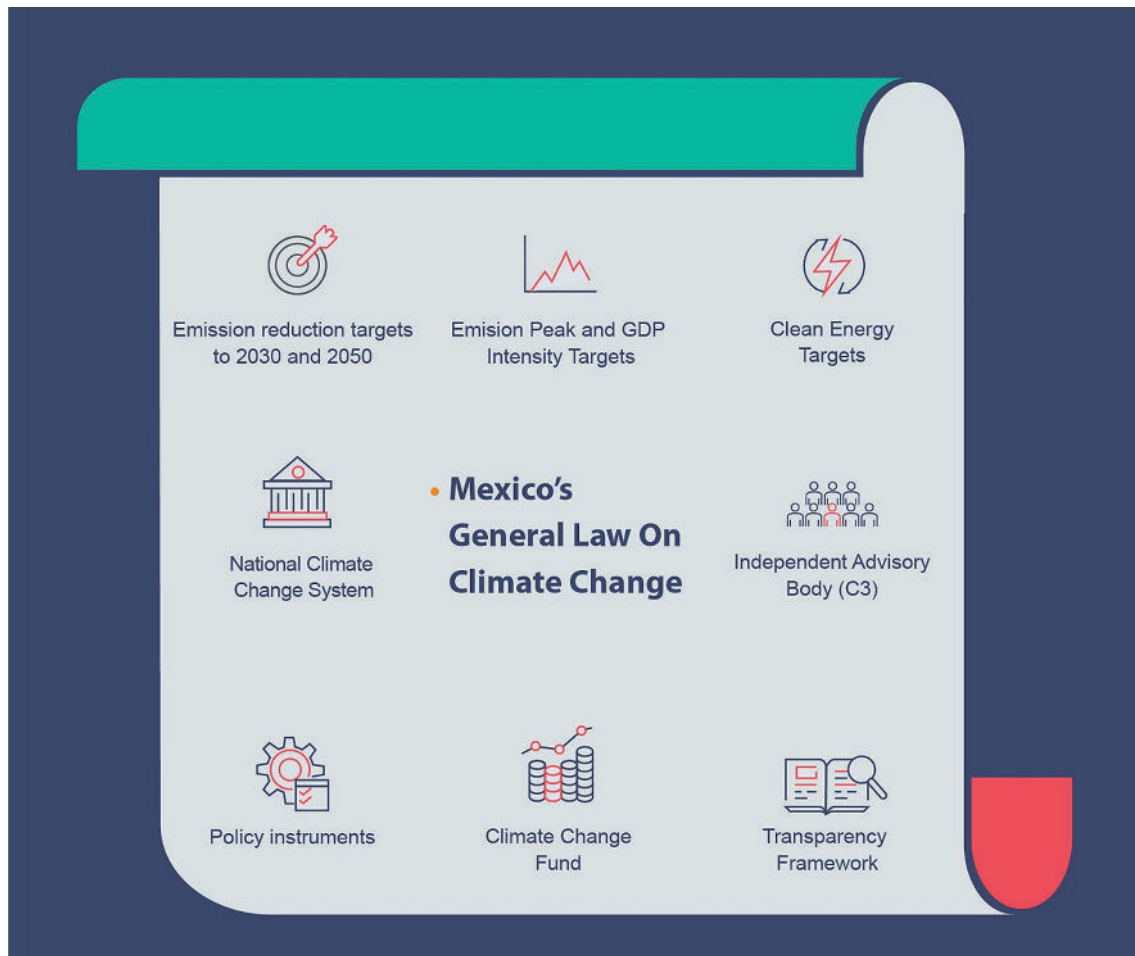 Emission reduction targets
to 2030 and 2050
Emision Peak and GDP
Intensity Targets
Clean Energy
Targets
National Climate
Change System
• Mexico's
General Law On
Climate Change
Independent Advisory
Body (C3)
Policy instruments
Climate Change
Fund
Transparency
Framework